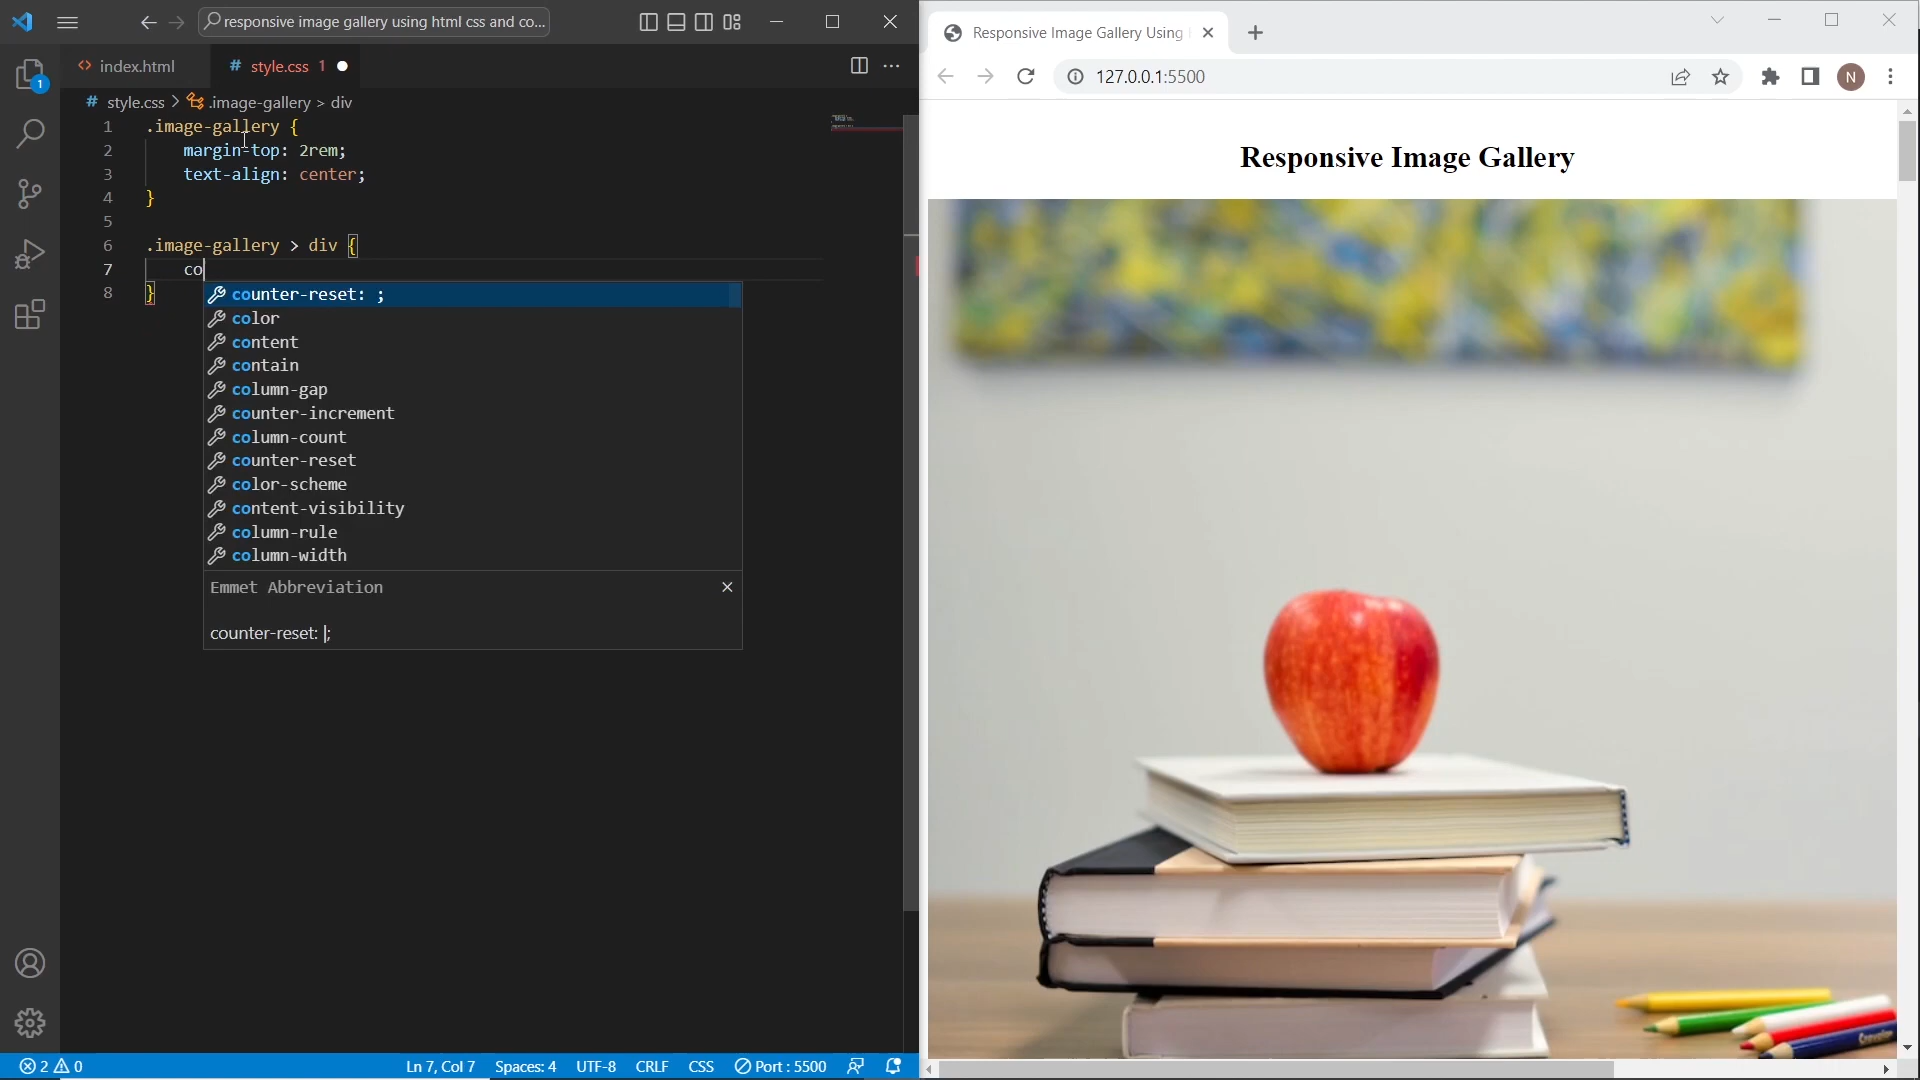 responsive image gallery using html css and co...
index.html
# style.css 1
# style.css > .image-gallery > div
1 .image-gallery {
2 margin-top: 2rem;
3 text-align: center;
4 }
5
6 .image-gallery > div {
7 co
8 }
counter-reset: ;
color
content
contain
column-gap
counter-increment
column-count
counter-reset
color-scheme
content-visibility
column-rule
column-width
Emmet Abbreviation
counter-reset: |;
1
2 0
Ln 7, Col 7 Spaces: 4 UTF-8 CRLF CSS Port : 5500
Responsive Image Gallery Using
127.0.0.1:5500
N
Responsive Image Gallery